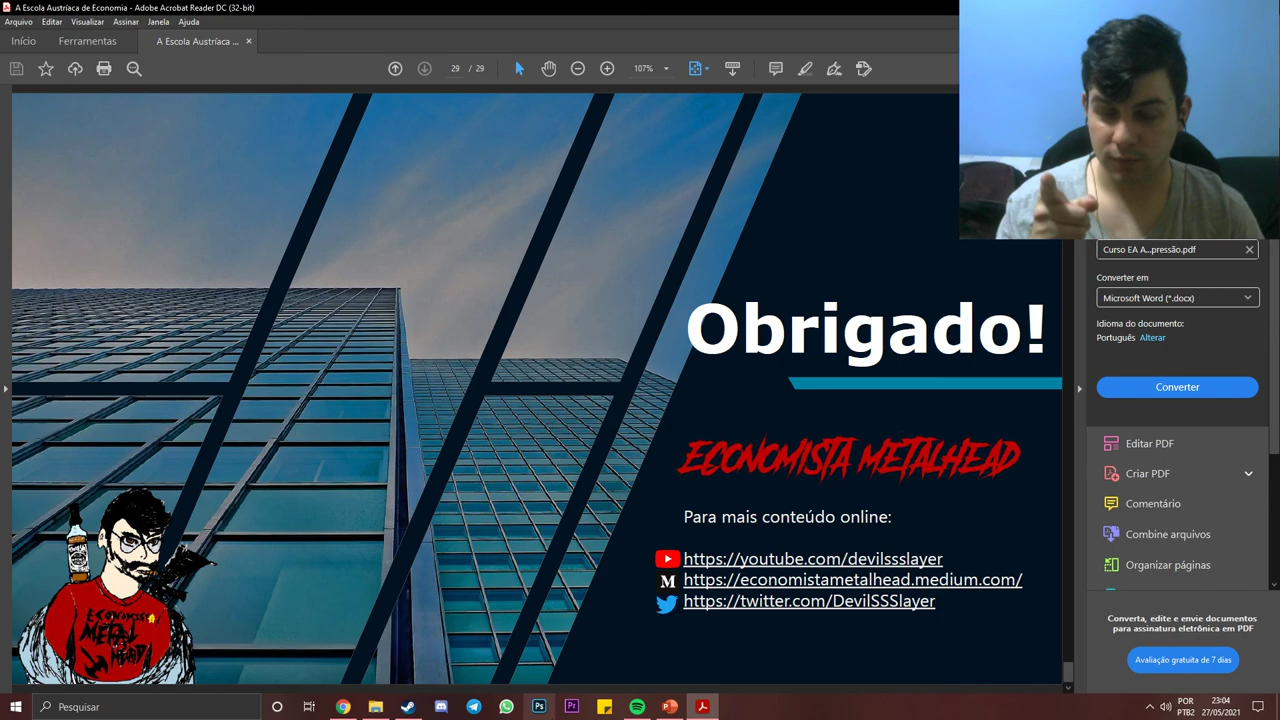 A Escola Austríaca de Economia - Adobe Acrobat Reader DC (32-bit)
Arquivo Editar Visualizar Assinar Janela Ajuda
Início Ferramentas A Escola Austríaca ... ×
29 / 29 107%
Curso EA A...pressão.pdf
Converter em
Microsoft Word (*.docx)
Idioma do documento:
Português Alterar
Converter
Editar PDF
Criar PDF
Comentário
Combine arquivos
Organizar páginas
Converta, edite e envie documentos
para assinatura eletrônica em PDF
Avaliação gratuita de 7 dias
Obrigado!
ECONOMISTA METALHEAD
Para mais conteúdo online:
https://youtube.com/devilssslayer
M https://economistametalhead.medium.com/
https://twitter.com/DevilSSSlayer
ECONOMISTA
METAL
HEAD
Pesquisar
POR
PTB2
23:04
27/05/2021